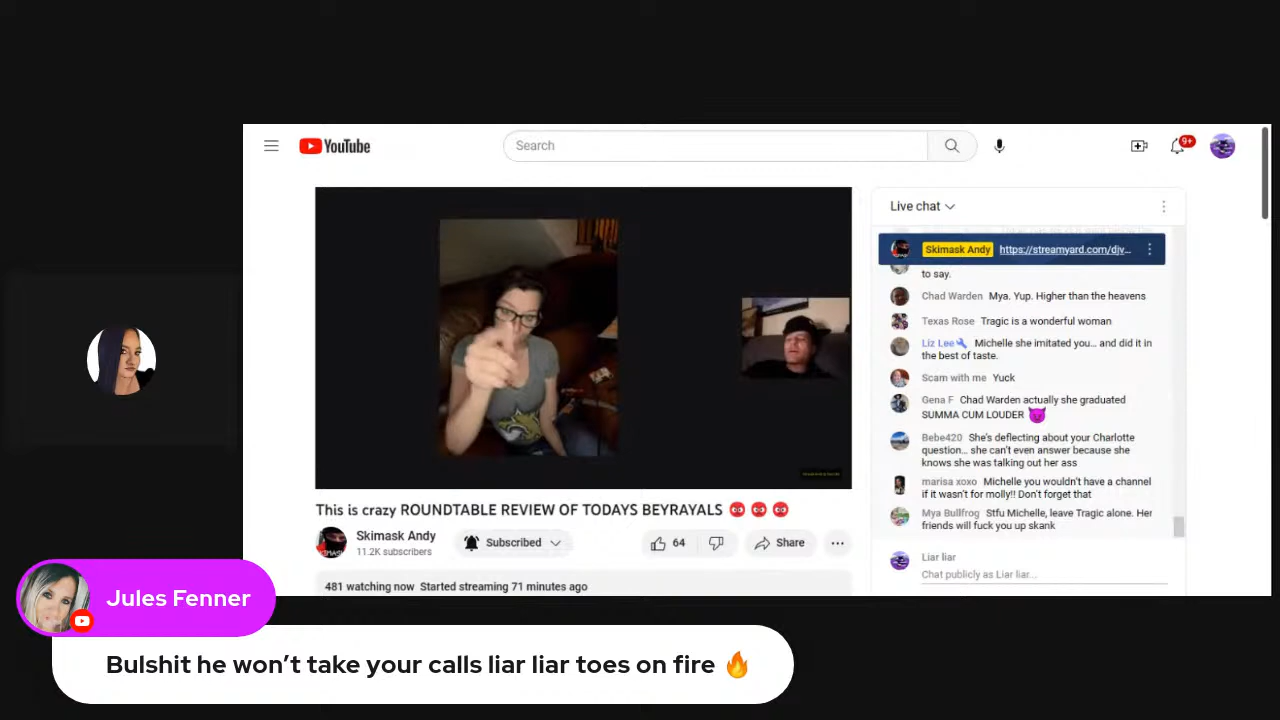 YouTube
Search
9+
Live chat
Skimask Andy https://streamyard.com/djv...
to say.
Chad Warden Mya. Yup. Higher than the heavens
Texas Rose Tragic is a wonderful woman
Liz Lee Michelle she imitated you... and did it in
the best of taste.
Scam with me Yuck
Gena F Chad Warden actually she graduated
SUMMA CUM LOUDER 😈
Bebe420 She's deflecting about your Charlotte
question... she can't even answer because she
knows she was talking out her ass
marisa xoxo Michelle you wouldn't have a channel
if it wasn't for molly!! Don't forget that
Mya Bullfrog Stfu Michelle, leave Tragic alone. Her
friends will fuck you up skank
Liar liar
Chat publicly as Liar liar...
This is crazy ROUNDTABLE REVIEW OF TODAYS BEYRAYALS
Skimask Andy
11.2K subscribers
Subscribed
64
Share
481 watching now Started streaming 71 minutes ago
Jules Fenner
Bulshit he won't take your calls liar liar toes on fire 🔥